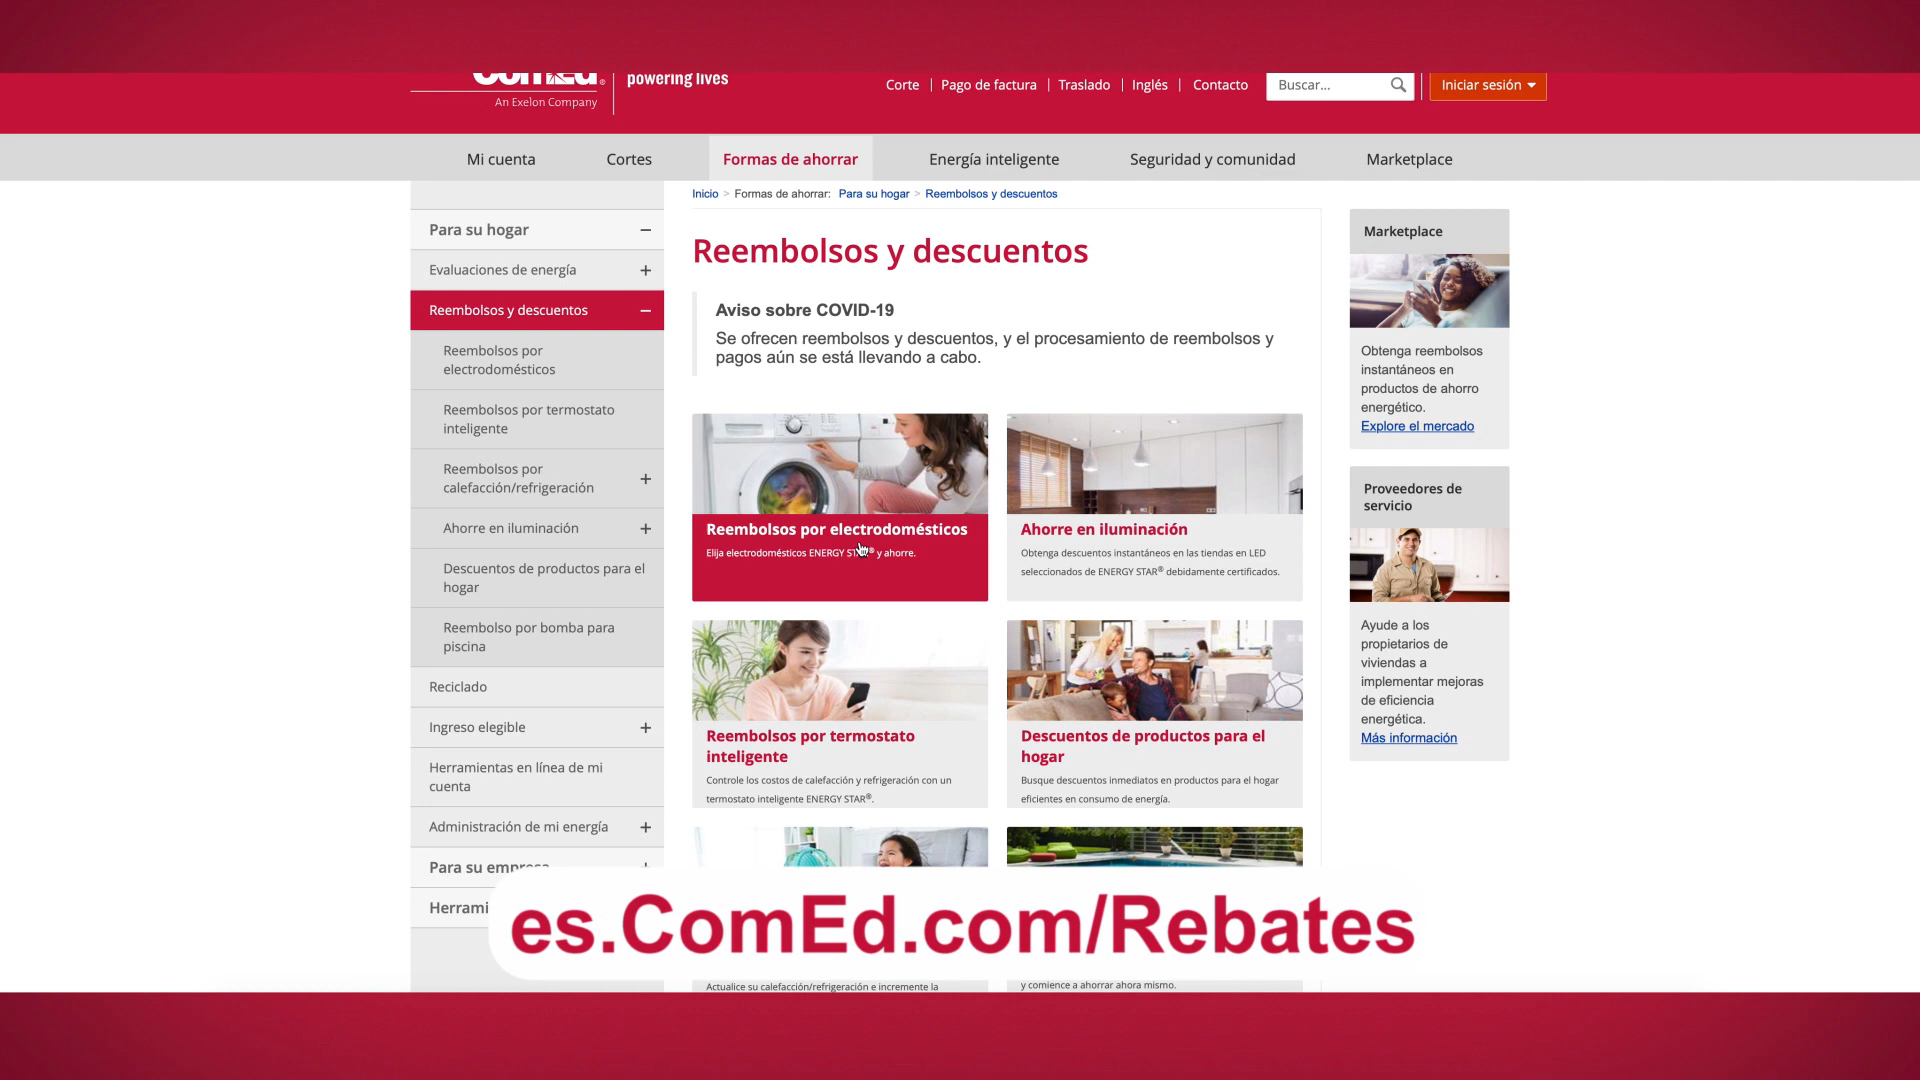 ComEd®
powering lives
An Exelon Company
Corte | Pago de factura | Traslado | Inglés | Contacto
Buscar...
Iniciar sesión
Mi cuenta
Cortes
Formas de ahorrar
Energía inteligente
Seguridad y comunidad
Marketplace
Inicio > Formas de ahorrar: Para su hogar > Reembolsos y descuentos
Para su hogar −
Evaluaciones de energía +
Reembolsos y descuentos −
Reembolsos por
electrodomésticos
Reembolsos por termostato
inteligente
Reembolsos por
calefacción/refrigeración +
Ahorre en iluminación +
Descuentos de productos para el
hogar
Reembolso por bomba para
piscina
Reciclado
Ingreso elegible +
Herramientas en línea de mi
cuenta
Administración de mi energía +
Para su empresa
Herrami
Reembolsos y descuentos
Aviso sobre COVID-19
Se ofrecen reembolsos y descuentos, y el procesamiento de reembolsos y
pagos aún se está llevando a cabo.
Reembolsos por electrodomésticos
Elija electrodomésticos ENERGY STAR® y ahorre.
Ahorre en iluminación
Obtenga descuentos instantáneos en las tiendas en LED
seleccionados de ENERGY STAR® debidamente certificados.
Reembolsos por termostato
inteligente
Controle los costos de calefacción y refrigeración con un
termostato inteligente ENERGY STAR®.
Descuentos de productos para el
hogar
Busque descuentos inmediatos en productos para el hogar
eficientes en consumo de energía.
Actualice su calefacción/refrigeración e incremente la
y comience a ahorrar ahora mismo.
Marketplace
Obtenga reembolsos
instantáneos en
productos de ahorro
energético.
Explore el mercado
Proveedores de
servicio
Ayude a los
propietarios de
viviendas a
implementar mejoras
de eficiencia
energética.
Más información
es.ComEd.com/Rebates